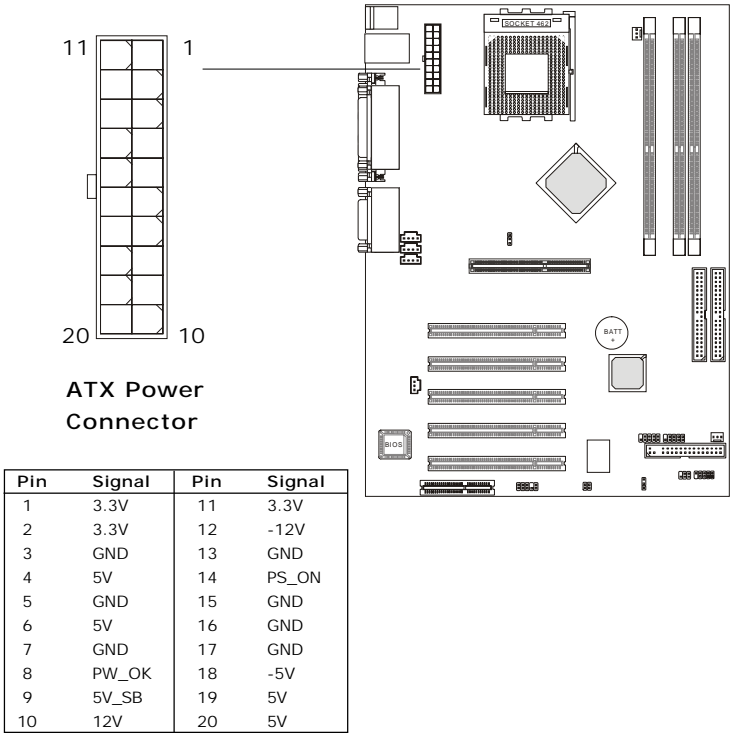 SOCKET 462
11 1
20 10
ATX Power
Connector
BATT
+
BIOS
Pin Signal Pin Signal
1 3.3V 11 3.3V
2 3.3V 12 -12V
3 GND 13 GND
4 5V 14 PS_ON
5 GND 15 GND
6 5V 16 GND
7 GND 17 GND
8 PW_OK 18 -5V
9 5V_SB 19 5V
10 12V 20 5V